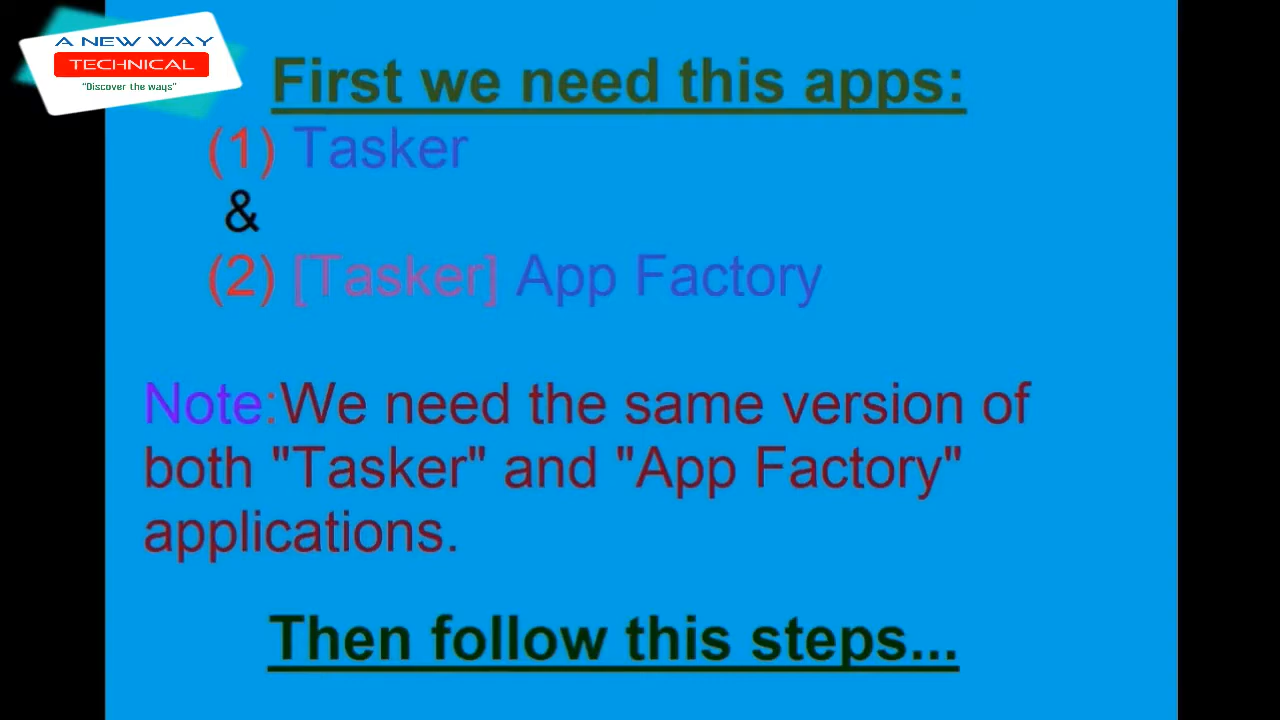 A NEW WAY
TECHNICAL
"Discover the ways"
First we need this apps:
(1) Tasker
&
(2) [Tasker] App Factory
Note:We need the same version of
both "Tasker" and "App Factory"
applications.
Then follow this steps...